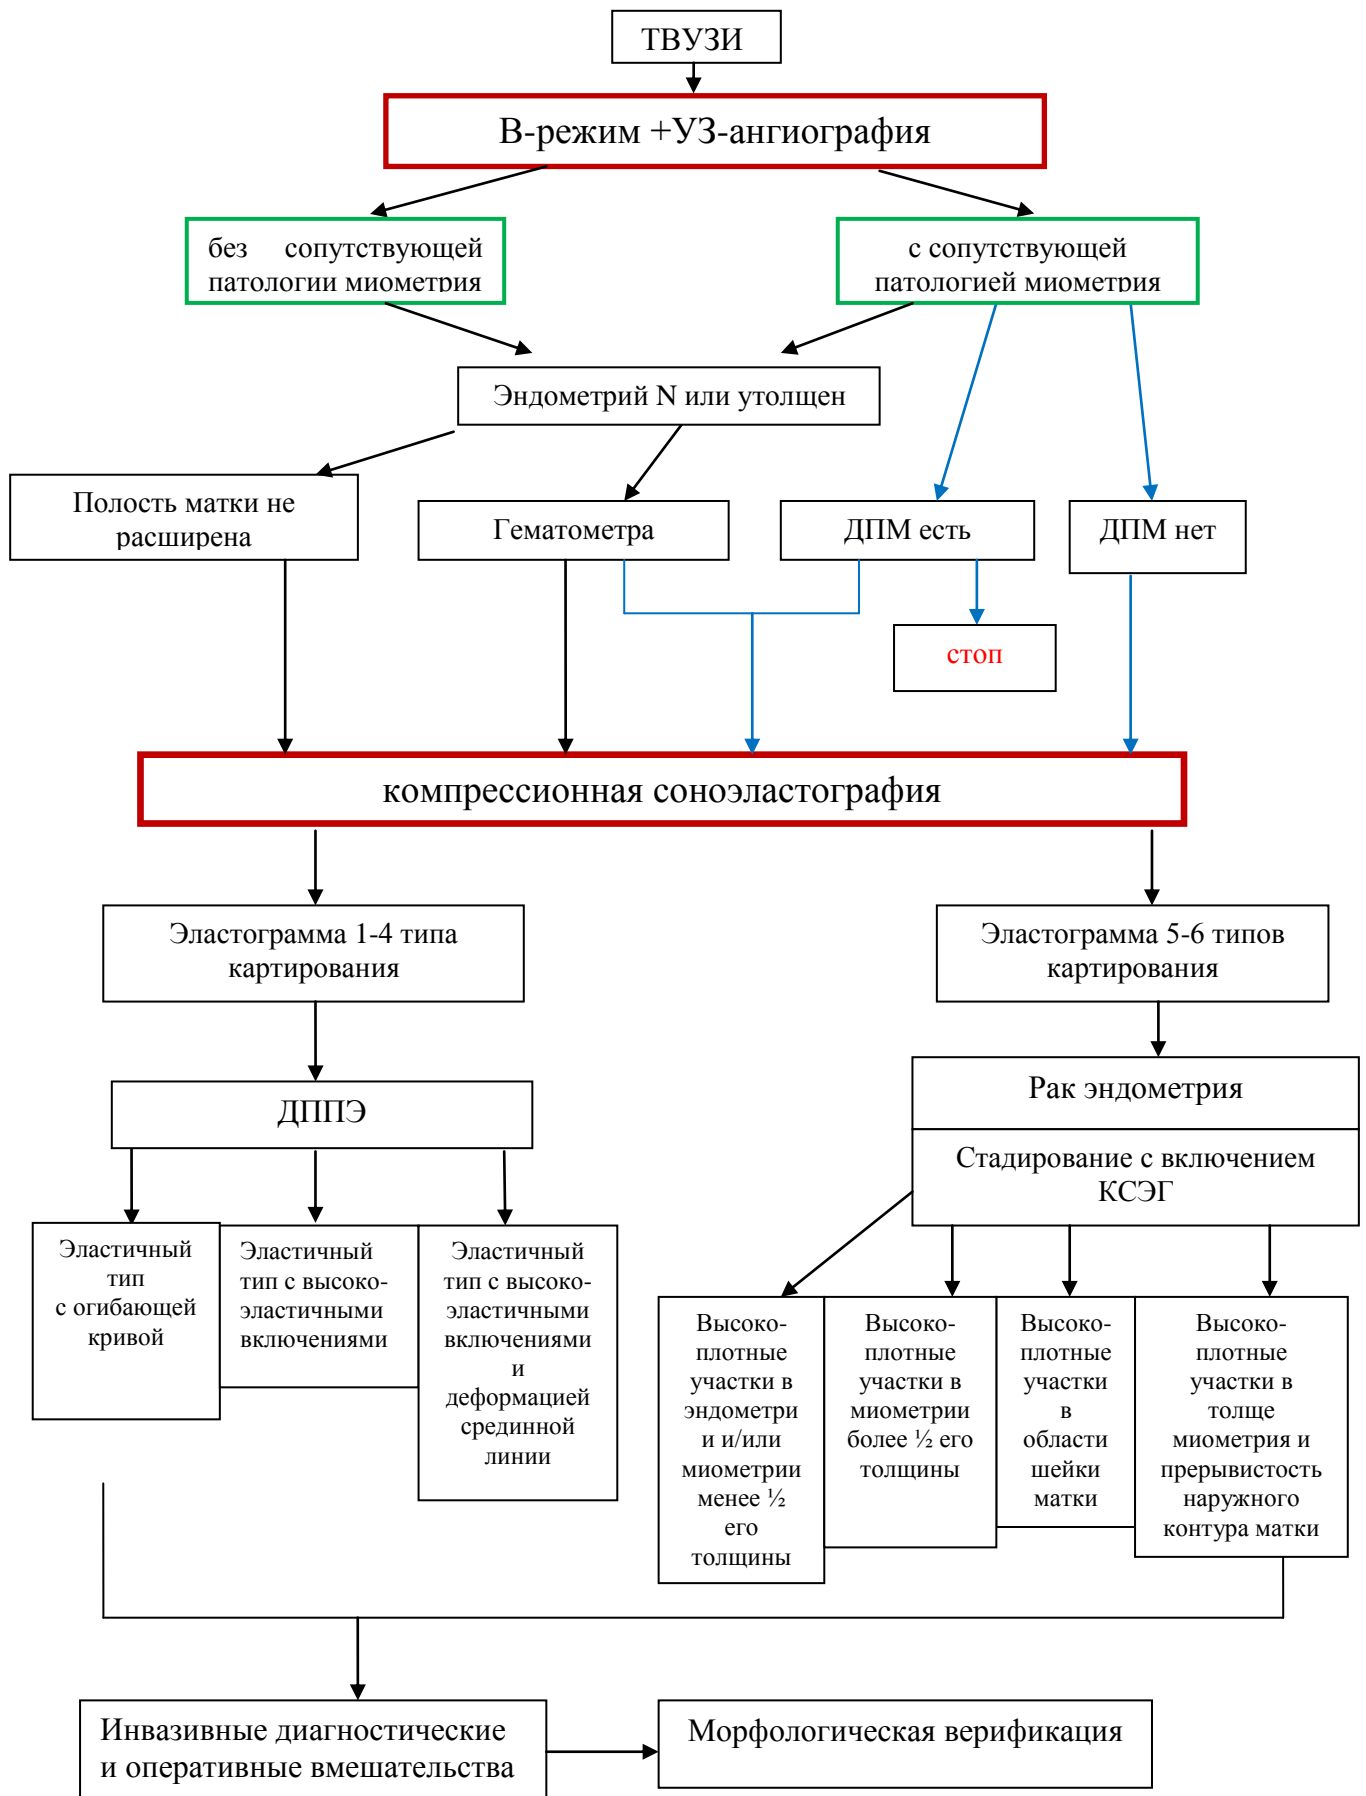 ТВУЗИ
В-режим +УЗ-ангиография
без сопутствующей
патологии миометрия
с сопутствующей
патологией миометрия
Эндометрий N или утолщен
Полость матки не
расширена
Гематометра
ДПМ есть
ДПМ нет
стоп
компрессионная соноэластография
Эластограмма 1-4 типа
картирования
Эластограмма 5-6 типов
картирования
ДППЭ
Рак эндометрия
Стадирование с включением
КСЭГ
Эластичный
тип
с огибающей
кривой
Эластичный
тип с высоко-
эластичными
включениями
Эластичный
тип с высоко-
эластичными
включениями
и
деформацией
срединной
линии
Высоко-
плотные
участки в
эндометри
и и/или
миометрии
менее ½
его
толщины
Высоко-
плотные
участки в
миометрии
более ½ его
толщины
Высоко-
плотные
участки
в
области
шейки
матки
Высоко-
плотные
участки в
толще
миометрия и
прерывистость
наружного
контура матки
Инвазивные диагностические
и оперативные вмешательства
Морфологическая верификация